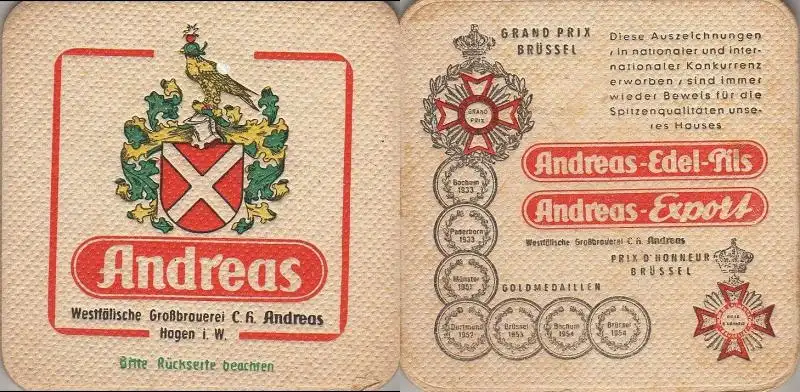 Andreas
Westfälische Großbrauerei C. A. Andreas
Hagen i. W.
Bitte Rückseite beachten
GRAND PRIX
BRÜSSEL
Diese Auszeichnungen
, in nationaler und inter-
nationaler Konkurrenz
erworben , sind immer
wieder Beweis für die
Spitzenqualitäten unse-
res Hauses
GRAND
PRIX
Andreas-Edel-Pils
Andreas-Export
Westfälische Großbrauerei C. A. Andreas
Bochum
1933
Paderborn
1933
Münster
1951
PRIX D'HONNEUR
BRÜSSEL
GOLDMEDAILLEN
Dortmund
1952
Brüssel
1953
Bochum
1954
Brüssel
1954